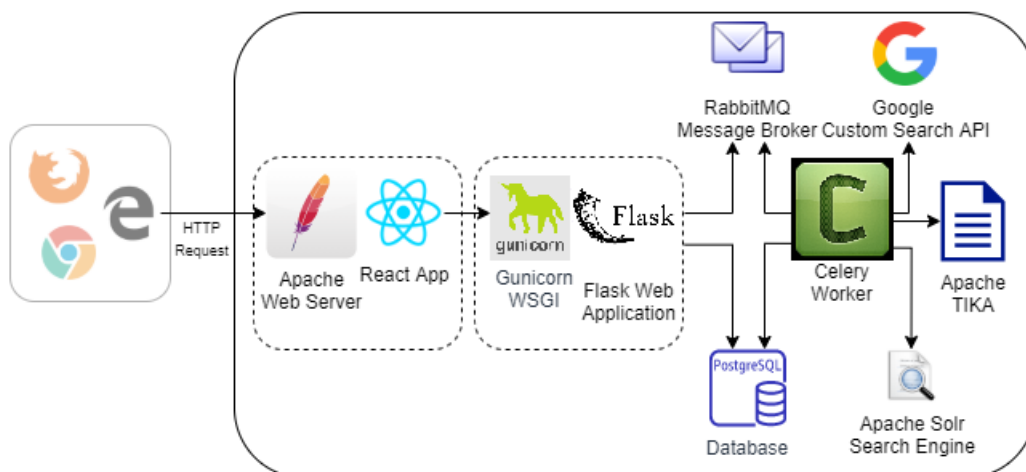 RabbitMQ
Message Broker
Google
Custom Search API
HTTP
Request
Apache
Web Server
React App
gunicorn
Gunicorn
WSGI
Flask
Flask Web
Application
Celery
Worker
Apache
TIKA
PostgreSQL
Database
Apache Solr
Search Engine